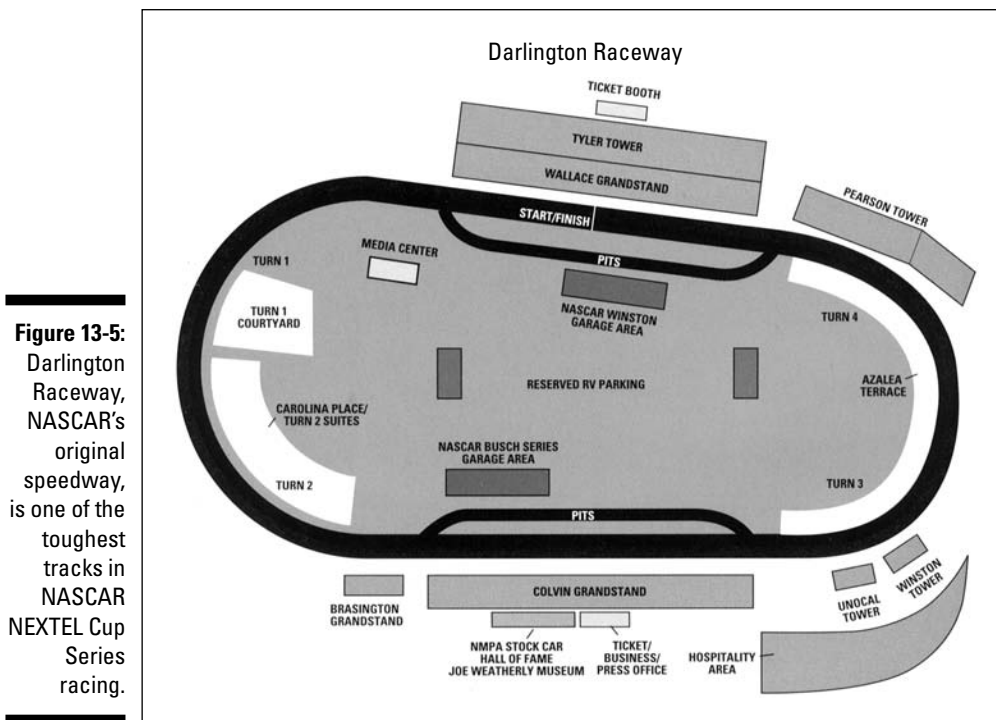 Darlington Raceway
TICKET BOOTH
TYLER TOWER
WALLACE GRANDSTAND
PEARSON TOWER
START/FINISH
MEDIA CENTER
PITS
TURN 1
NASCAR WINSTON
GARAGE AREA
TURN 1
COURTYARD
TURN 4
RESERVED RV PARKING
AZALEA
TERRACE
CAROLINA PLACE/
TURN 2 SUITES
NASCAR BUSCH SERIES
GARAGE AREA
TURN 2
TURN 3
PITS
BRASINGTON
GRANDSTAND
COLVIN GRANDSTAND
UNOCAL
TOWER
WINSTON
TOWER
NMPA STOCK CAR
HALL OF FAME
JOE WEATHERLY MUSEUM
TICKET/
BUSINESS/
PRESS OFFICE
HOSPITALITY
AREA
Figure 13-5:
Darlington
Raceway,
NASCAR's
original
speedway,
is one of the
toughest
tracks in
NASCAR
NEXTEL Cup
Series
racing.